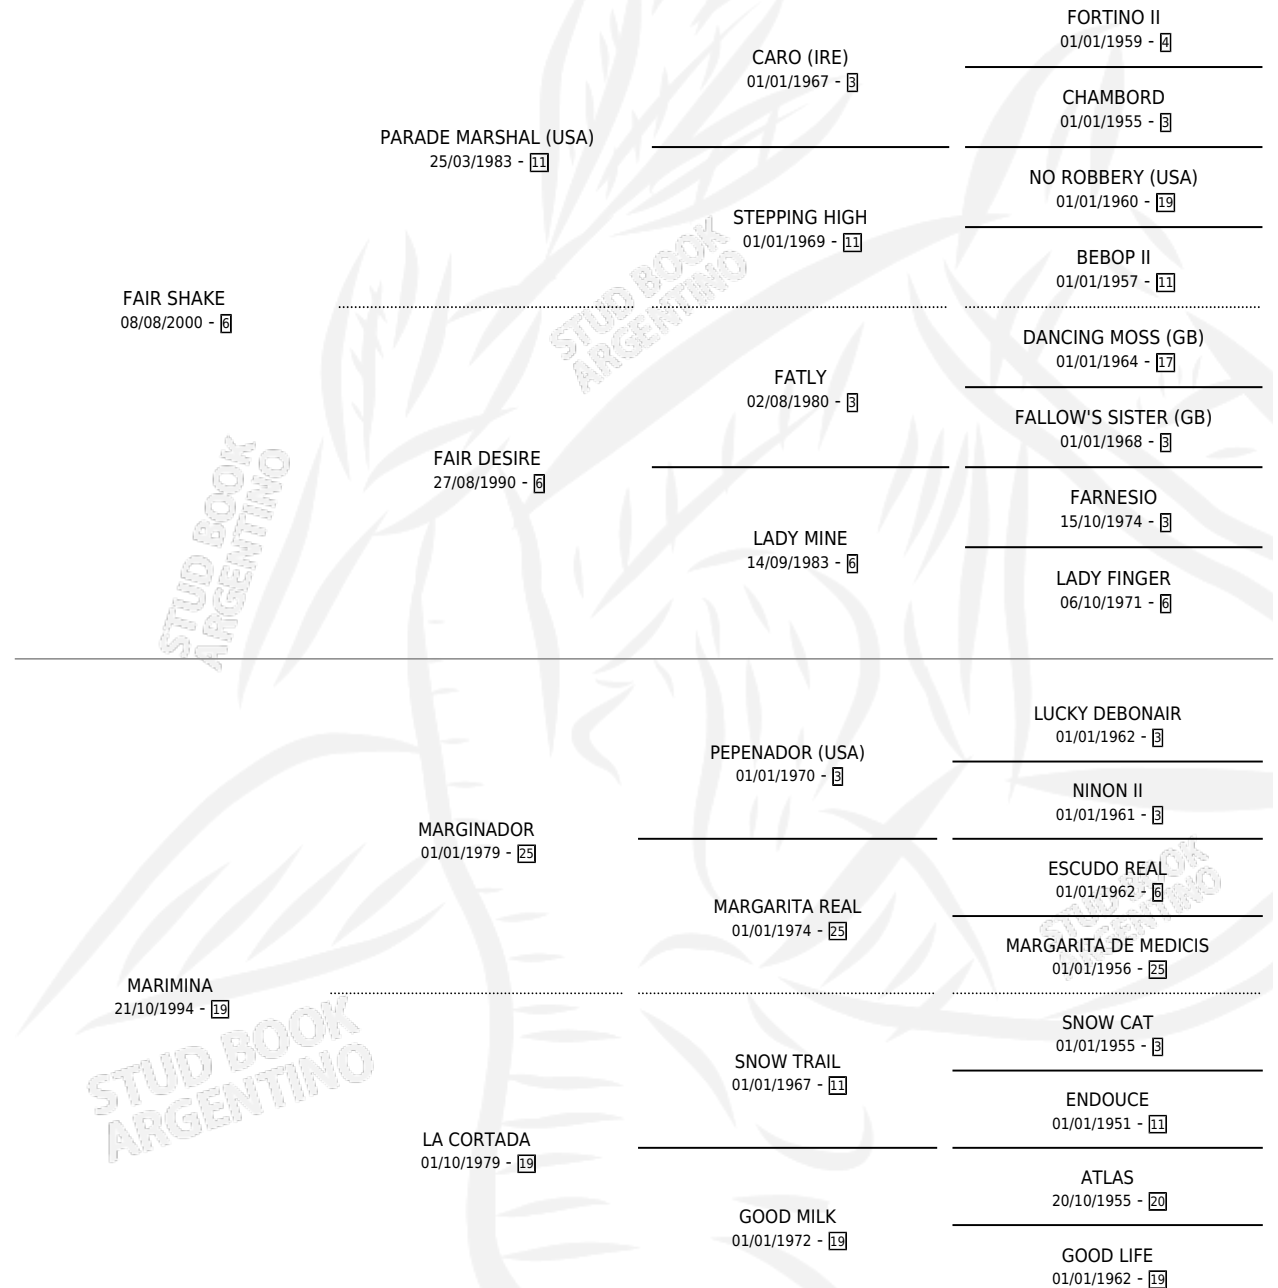 FORTINO II
01/01/1959 - 4
CARO (IRE)
01/01/1967 - 3
CHAMBORD
01/01/1955 - 3
PARADE MARSHAL (USA)
25/03/1983 - 11
NO ROBBERY (USA)
01/01/1960 - 19
STEPPING HIGH
01/01/1969 - 11
BEBOP II
01/01/1957 - 11
FAIR SHAKE
08/08/2000 - 6
STUD BOOK
ARGENTINO
DANCING MOSS (GB)
01/01/1964 - 17
FATLY
02/08/1980 - 3
FALLOW'S SISTER (GB)
01/01/1968 - 3
FAIR DESIRE
27/08/1990 - 6
FARNESIO
15/10/1974 - 3
LADY MINE
14/09/1983 - 6
LADY FINGER
06/10/1971 - 6
STUD BOOK
ARGENTINO
LUCKY DEBONAIR
01/01/1962 - 3
PEPENADOR (USA)
01/01/1970 - 3
NINON II
01/01/1961 - 3
MARGINADOR
01/01/1979 - 25
ESCUDO REAL
01/01/1962 - 6
MARGARITA REAL
01/01/1974 - 25
STUD BOOK
ARGENTINO
MARGARITA DE MEDICIS
01/01/1956 - 25
MARIMINA
21/10/1994 - 19
SNOW CAT
01/01/1955 - 3
SNOW TRAIL
01/01/1967 - 11
STUD BOOK
ARGENTINO
ENDOUCE
01/01/1951 - 11
LA CORTADA
01/10/1979 - 19
ATLAS
20/10/1955 - 20
GOOD MILK
01/01/1972 - 19
GOOD LIFE
01/01/1962 - 19